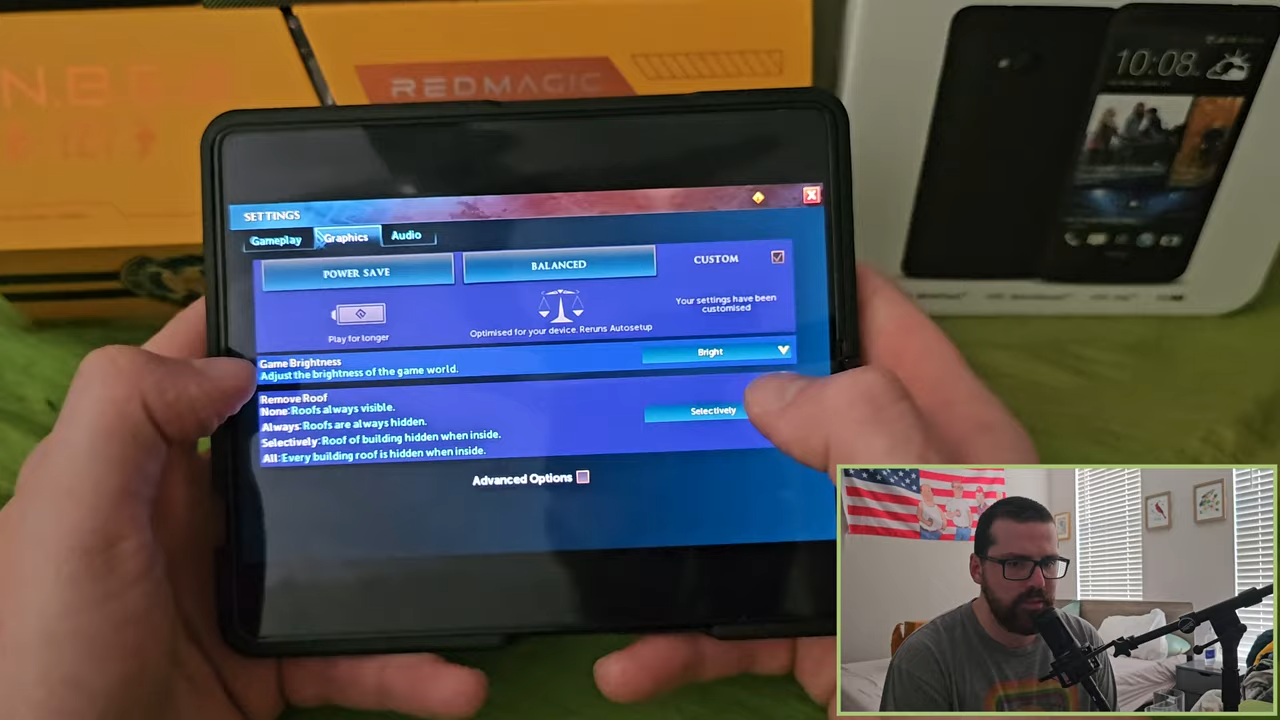 REDMAGIC
10:08
SETTINGS
Gameplay
Graphics
Audio
POWER SAVE
BALANCED
CUSTOM
Play for longer
Optimised for your device. Reruns Autosetup
Your settings have been
customised
Game Brightness
Adjust the brightness of the game world.
Bright
Remove Roof
None: Roofs always visible.
Always: Roofs are always hidden.
Selectively: Roof of building hidden when inside.
All: Every building roof is hidden when inside.
Selectively
Advanced Options